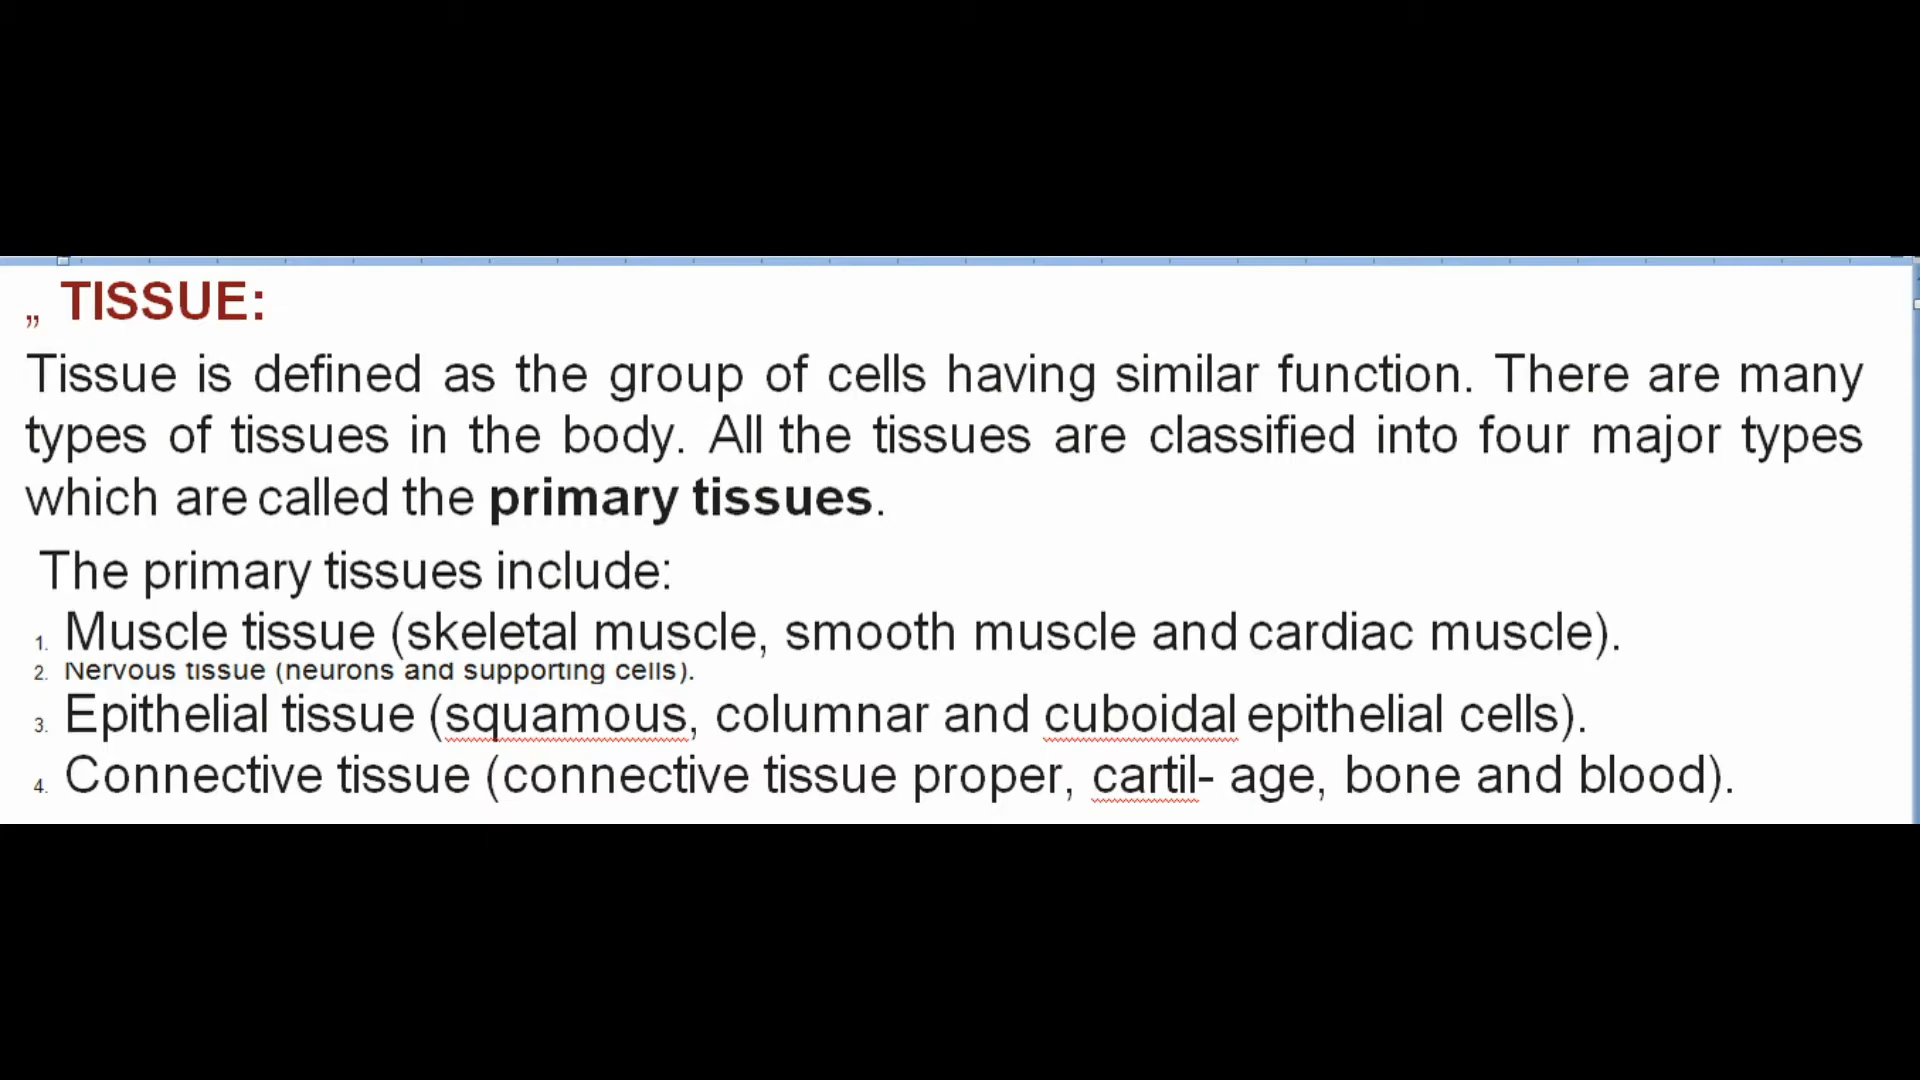 „ TISSUE:
Tissue is defined as the group of cells having similar function. There are many
types of tissues in the body. All the tissues are classified into four major types
which are called the primary tissues.
The primary tissues include:
1. Muscle tissue (skeletal muscle, smooth muscle and cardiac muscle).
2. Nervous tissue (neurons and supporting cells).
3. Epithelial tissue (squamous, columnar and cuboidal epithelial cells).
4. Connective tissue (connective tissue proper, cartil- age, bone and blood).